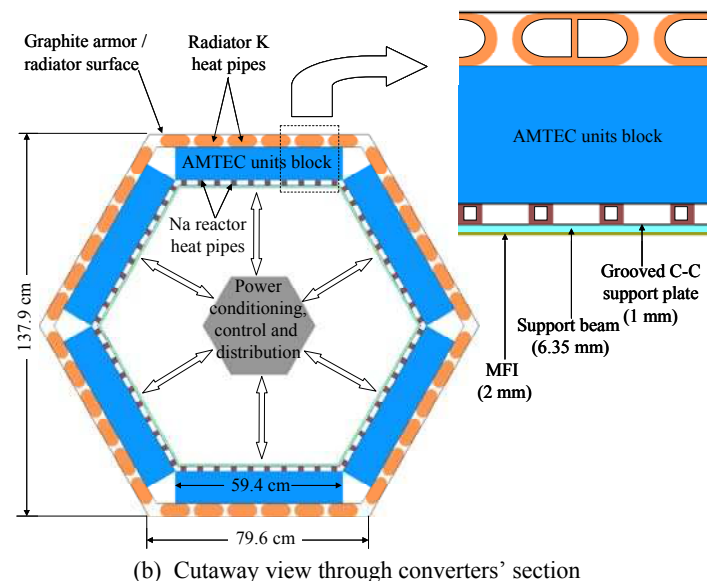 Graphite armor /
radiator surface
Radiator K
heat pipes
AMTEC units block
Na reactor
heat pipes
Power
conditioning,
control and
distribution
137.9 cm
59.4 cm
79.6 cm
AMTEC units block
Grooved C-C
support plate
(1 mm)
Support beam
(6.35 mm)
MFI
(2 mm)
(b) Cutaway view through converters’ section